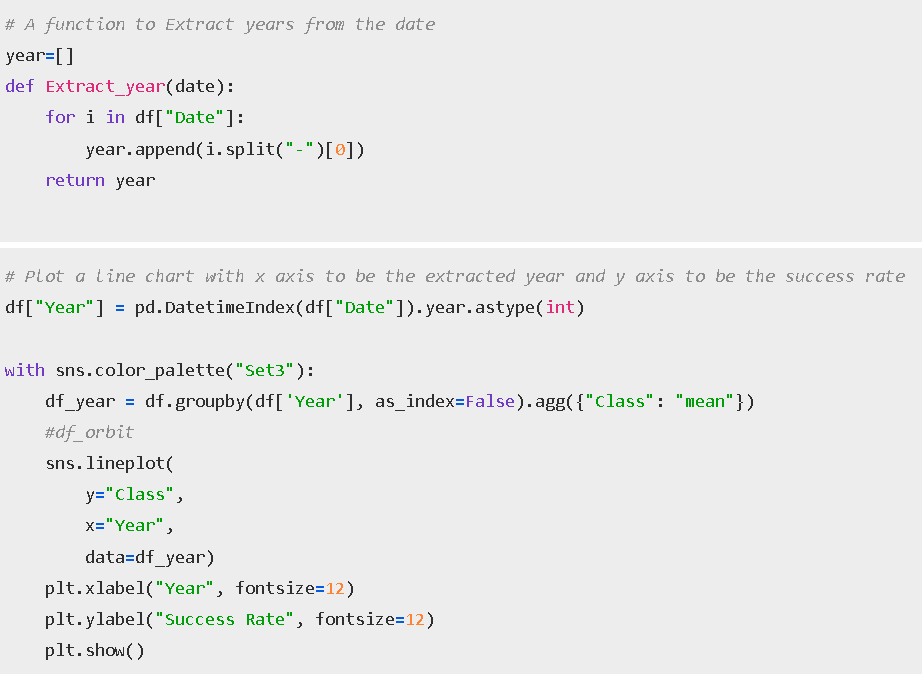 # A function to Extract years from the date
year=[]
def Extract_year(date):
    for i in df["Date"]:
        year.append(i.split("-")[0])
    return year
# Plot a line chart with x axis to be the extracted year and y axis to be the success rate
df["Year"] = pd.DatetimeIndex(df["Date"]).year.astype(int)
with sns.color_palette("Set3"):
    df_year = df.groupby(df['Year'], as_index=False).agg({"Class": "mean"})
    #df_orbit
    sns.lineplot(
        y="Class",
        x="Year",
        data=df_year)
    plt.xlabel("Year", fontsize=12)
    plt.ylabel("Success Rate", fontsize=12)
    plt.show()